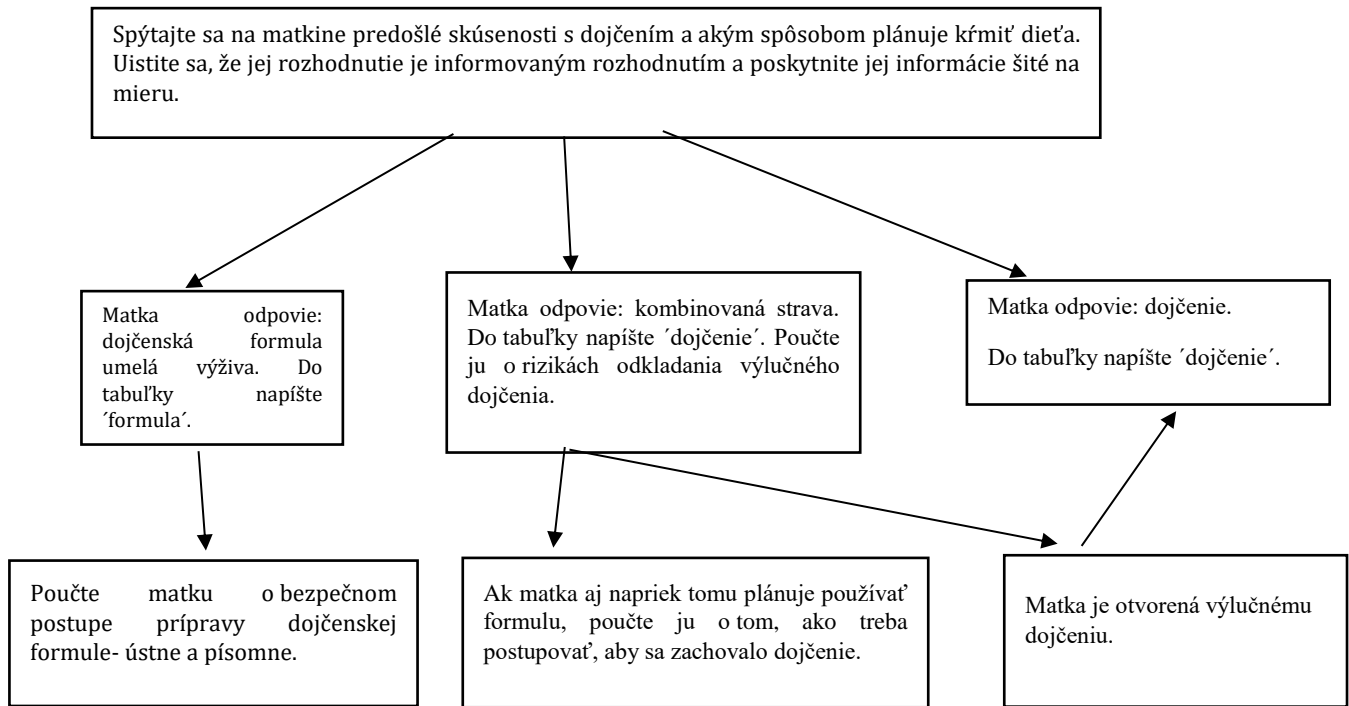 Spýtajte sa na matkine predošlé skúsenosti s dojčením a akým spôsobom plánuje kŕmiť dieťa.
Uistite sa, že jej rozhodnutie je informovaným rozhodnutím a poskytnite jej informácie šité na
mieru.
Matka odpovie:
dojčenská formula
umelá výživa. Do
tabuľky napíšte
´formula´.
Matka odpovie: kombinovaná strava.
Do tabuľky napíšte ´dojčenie´. Poučte
ju o rizikách odkladania výlučného
dojčenia.
Matka odpovie: dojčenie.
Do tabuľky napíšte ´dojčenie´.
Poučte matku o bezpečnom
postupe prípravy dojčenskej
formule- ústne a písomne.
Ak matka aj napriek tomu plánuje používať
formulu, poučte ju o tom, ako treba
postupovať, aby sa zachovalo dojčenie.
Matka je otvorená výlučnému
dojčeniu.